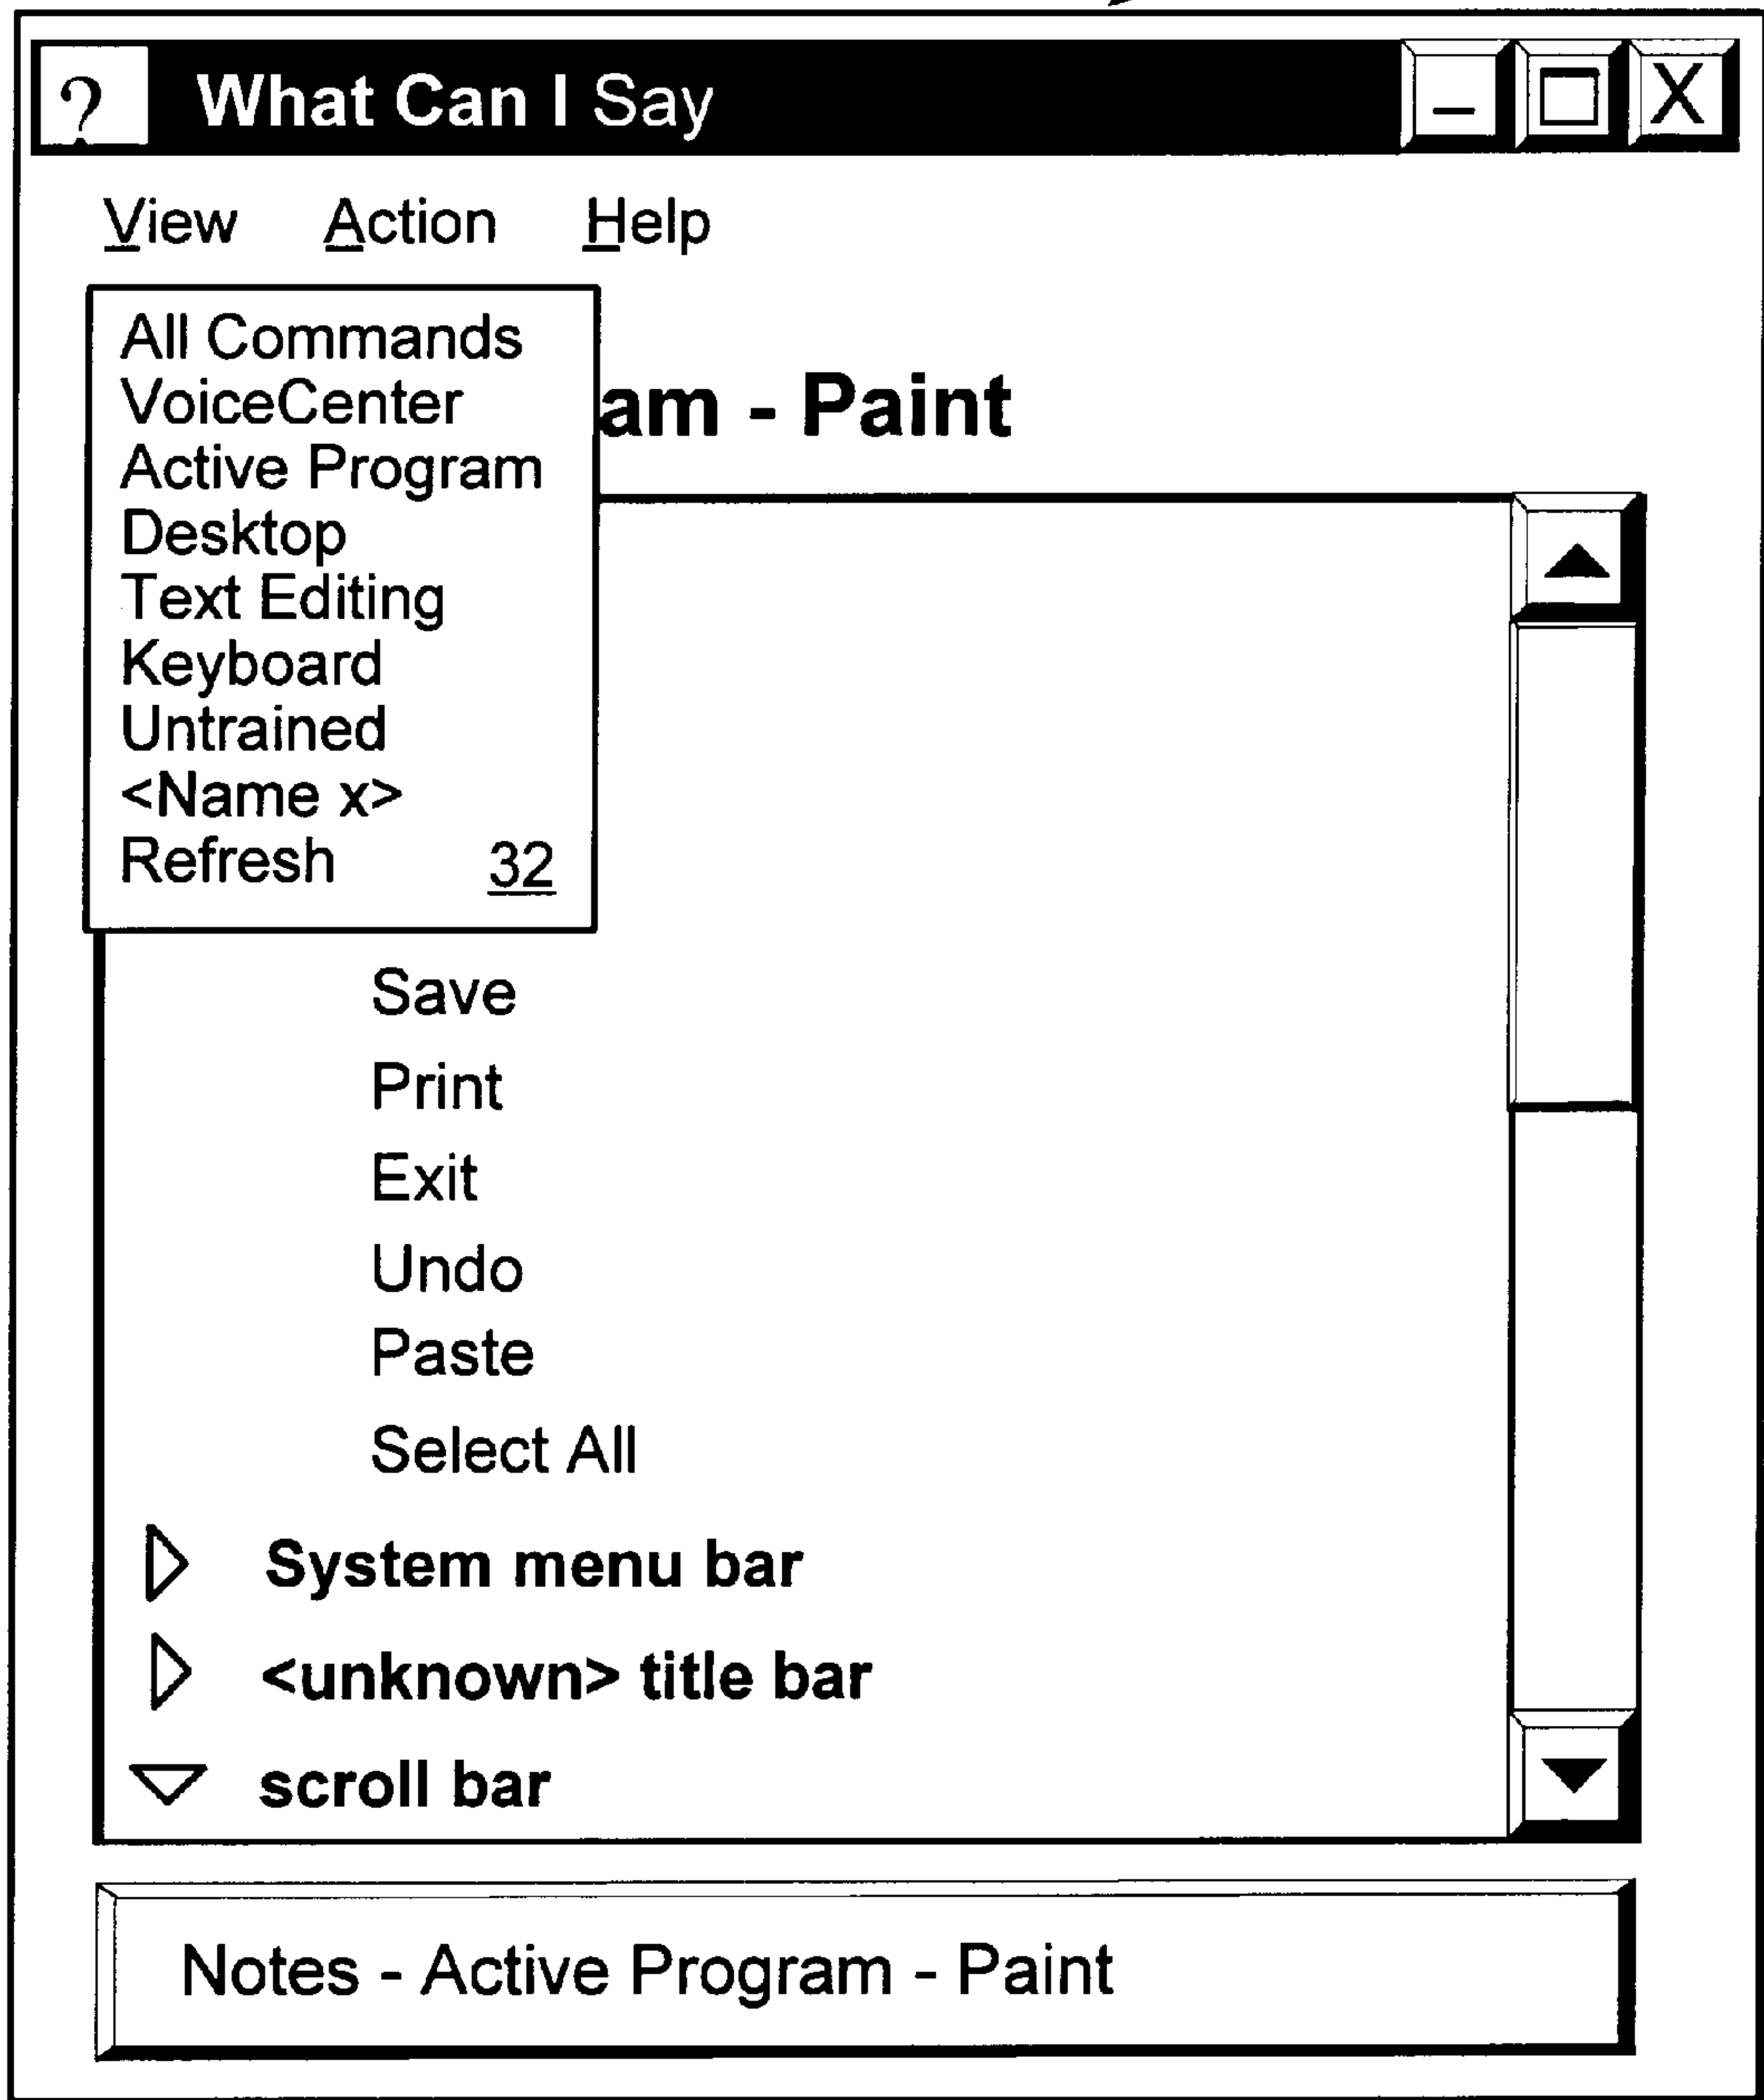 ? What Can I Say – X
View Action Help
All Commands
VoiceCenter
am - Paint
Active Program
Desktop
Text Editing
Keyboard
Untrained
<Name x>
Refresh 32
Save
Print
Exit
Undo
Paste
Select All
System menu bar
<unknown> title bar
scroll bar
Notes - Active Program - Paint